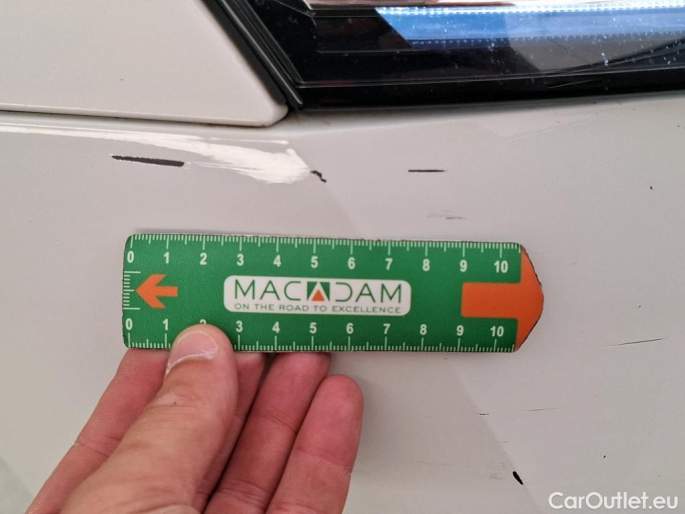 0 1 2 3 4 5 6 7 8 9 10
MACADAM
ON THE ROAD TO EXCELLENCE
0 1 2 3 4 5 6 7 8 9 10
CarOutlet.eu